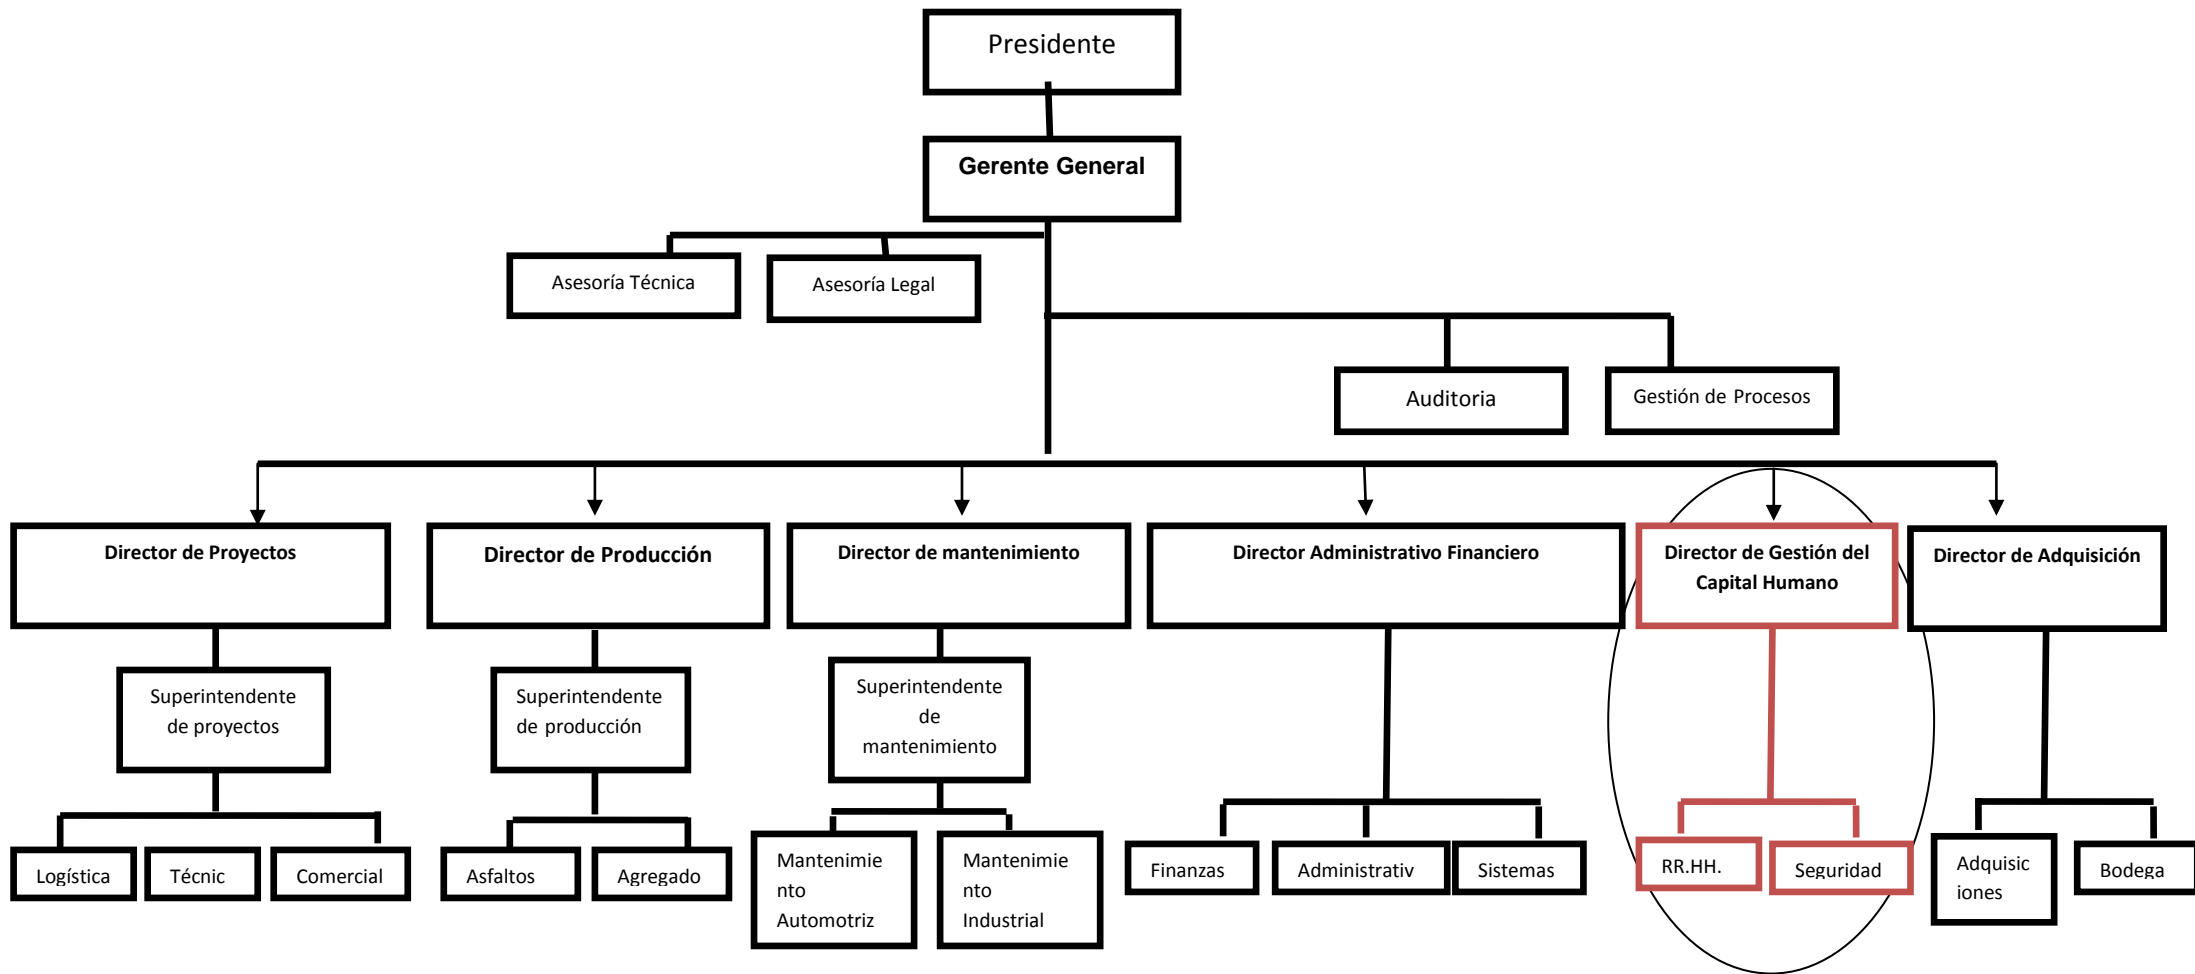 Presidente
Gerente General
Asesoría Técnica
Asesoría Legal
Auditoria
Gestión de Procesos
Director de Proyectos
Director de Producción
Director de mantenimiento
Director Administrativo Financiero
Director de Gestión del
Capital Humano
Director de Adquisición
Superintendente
de proyectos
Superintendente
de producción
Superintendente
de
mantenimiento
Logística
Técnic
Comercial
Asfaltos
Agregado
Mantenimie
nto
Automotriz
Mantenimie
nto
Industrial
Finanzas
Administrativ
Sistemas
RR.HH.
Seguridad
Adquisic
iones
Bodega